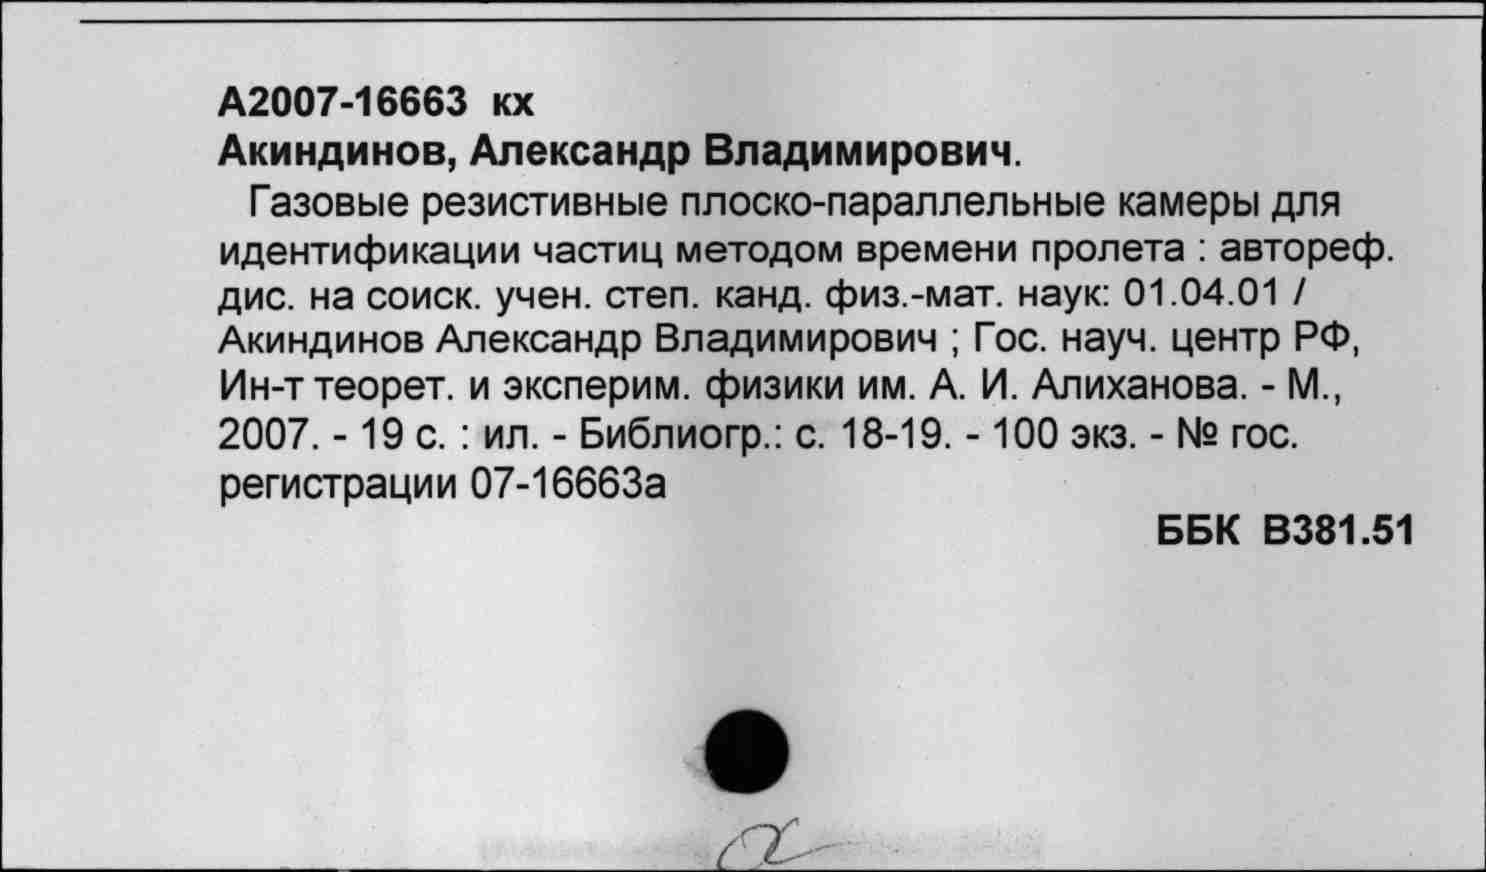 А2007-16663 кх
Акиндинов, Александр Владимирович.
Газовые резистивные плоско-параллельные камеры для
идентификации частиц методом времени пролета : автореф.
дис. на соиск. учен. степ. канд. физ.-мат. наук: 01.04.01 /
Акиндинов Александр Владимирович ; Гос. науч. центр РФ,
Ин-т теорет. и эксперим. физики им. А. И. Алиханова. - М.,
2007. - 19 с. : ил. - Библиогр.: с. 18-19. - 100 экз. - № гос.
регистрации 07-16663а
ББК В381.51